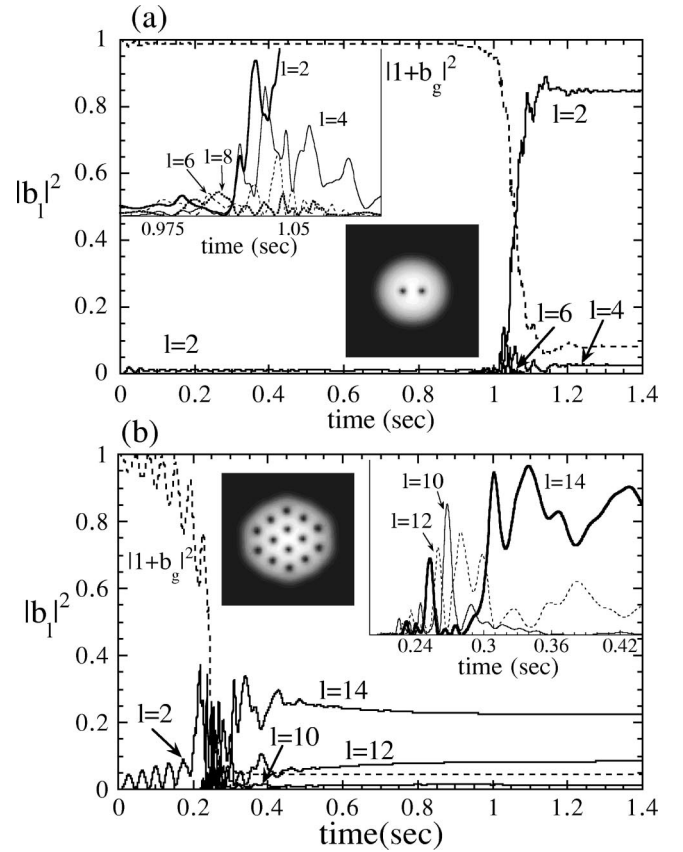 (a)
1
0.8
0.6
0.4
0.2
0
|b_l|^2
|1+b_g|^2
l=2
l=4
l=6
l=8
0.975
1.05
time (sec)
l=2
l=6
l=4
l=2
0
0.2
0.4
0.6
0.8
1.0
1.2
1.4
time (sec)
(b)
1
0.8
0.6
0.4
0.2
0
|b_l|^2
|1+b_g|^2
l=10
l=12
l=14
0.24
0.3
0.36
0.42
time (sec)
l=2
l=14
l=10
l=12
0
0.2
0.4
0.6
0.8
1.0
1.2
1.4
time(sec)